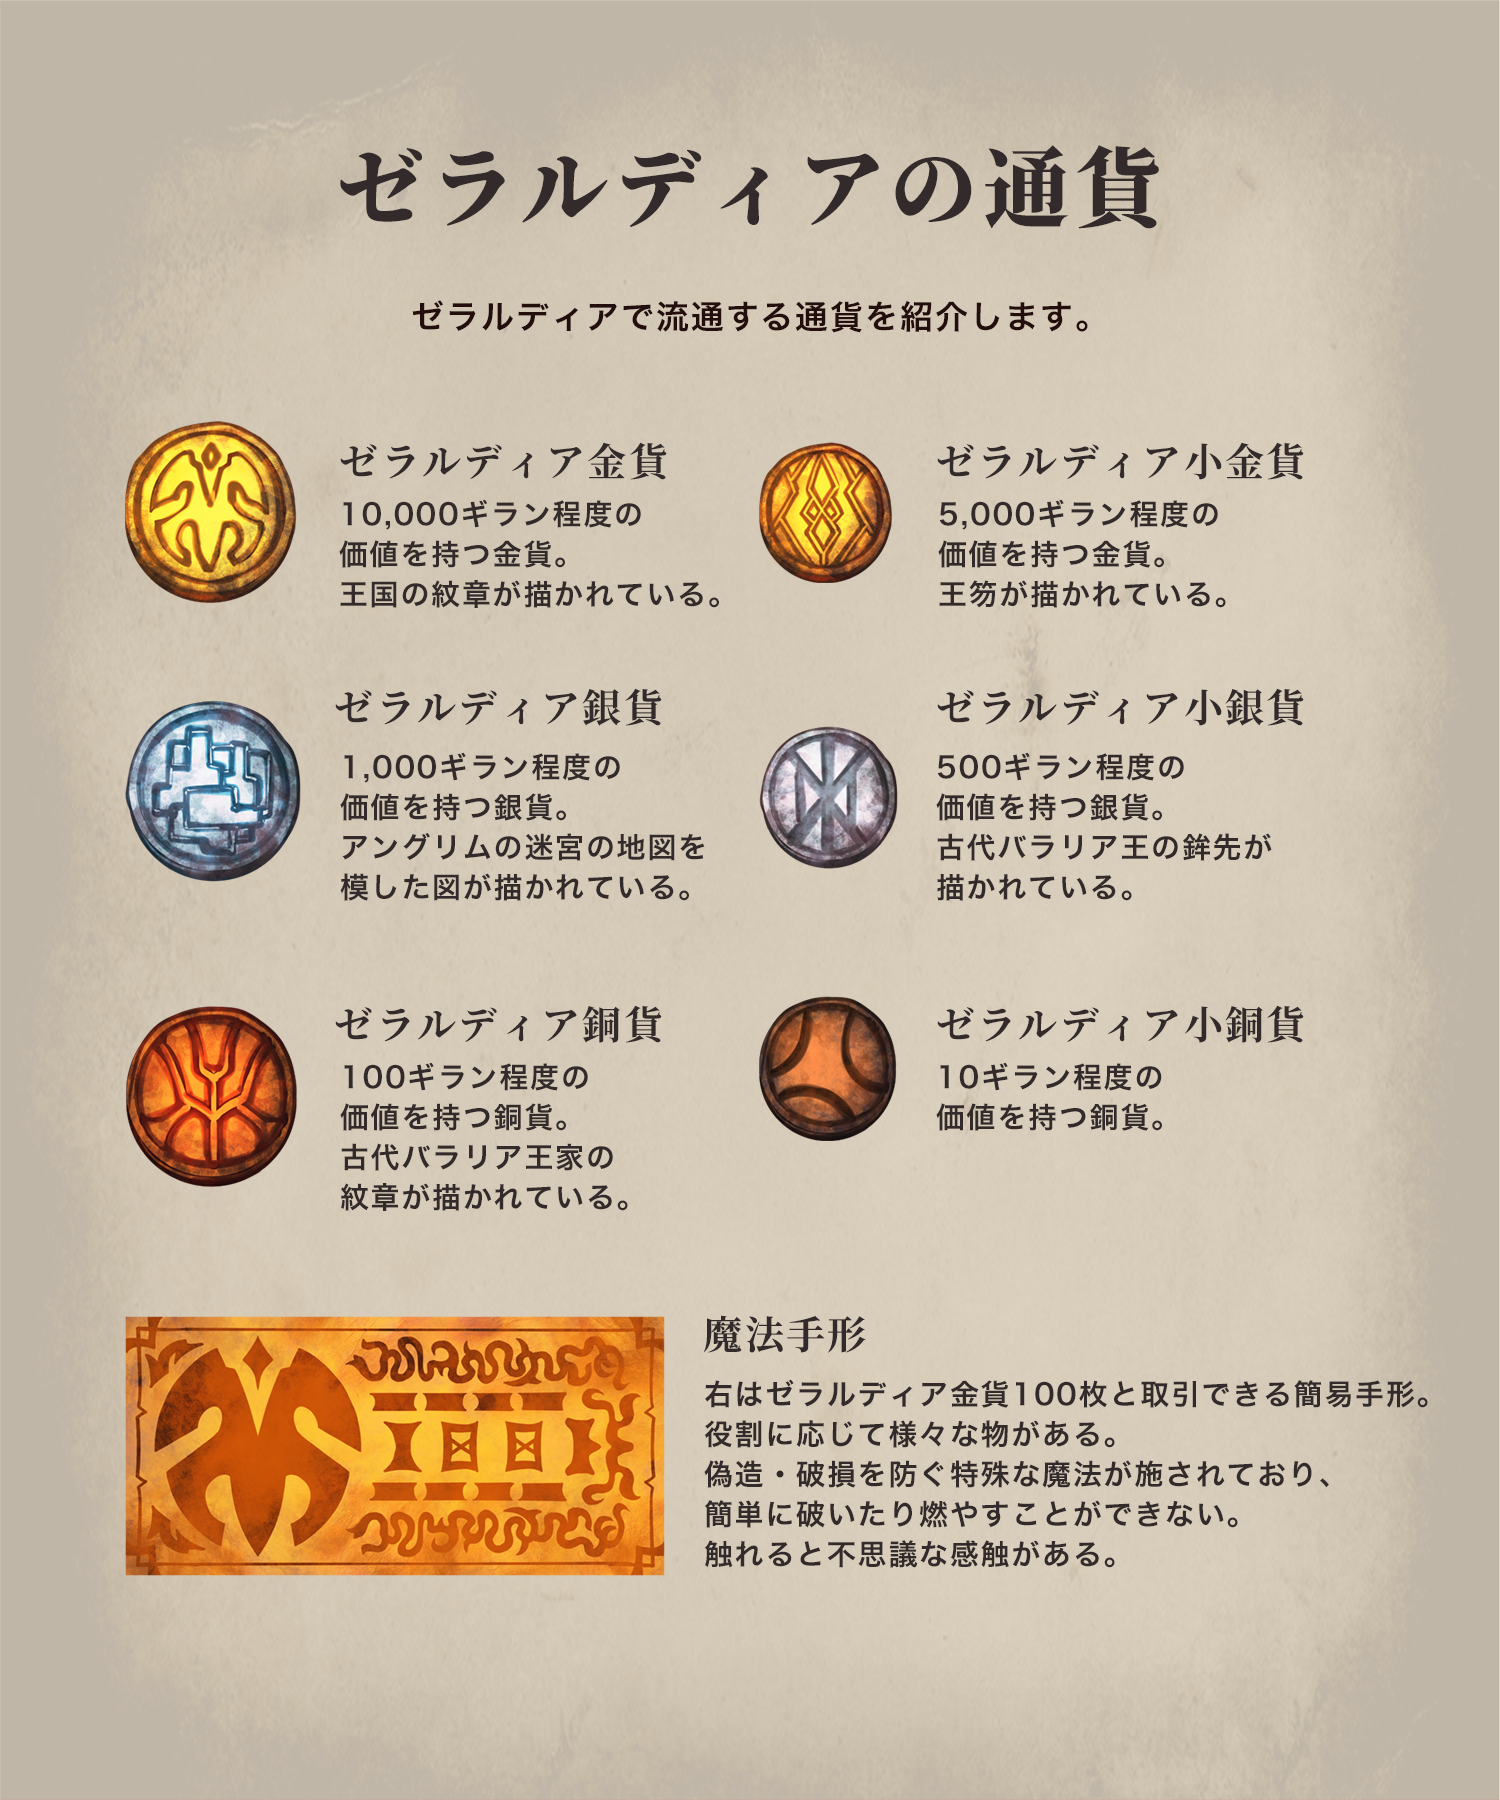 ゼラルディアの通貨
ゼラルディアで流通する通貨を紹介します。
ゼラルディア金貨
10,000ギラン程度の
価値を持つ金貨。
王国の紋章が描かれている。
ゼラルディア小金貨
5,000ギラン程度の
価値を持つ金貨。
王笏が描かれている。
ゼラルディア銀貨
1,000ギラン程度の
価値を持つ銀貨。
アングリムの迷宮の地図を
模した図が描かれている。
ゼラルディア小銀貨
500ギラン程度の
価値を持つ銀貨。
古代バラリア王の鉾先が
描かれている。
ゼラルディア銅貨
100ギラン程度の
価値を持つ銅貨。
古代バラリア王家の
紋章が描かれている。
ゼラルディア小銅貨
10ギラン程度の
価値を持つ銅貨。
魔法手形
右はゼラルディア金貨100枚と取引できる簡易手形。
役割に応じて様々な物がある。
偽造・破損を防ぐ特殊な魔法が施されており、
簡単に破いたり燃やすことができない。
触れると不思議な感触がある。